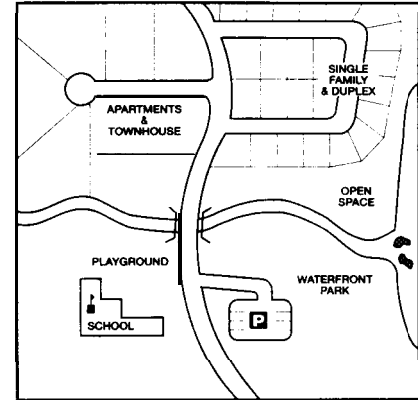 SINGLE
FAMILY
& DUPLEX
APARTMENTS
&
TOWNHOUSE
OPEN
SPACE
PLAYGROUND
WATERFRONT
PARK
P
SCHOOL